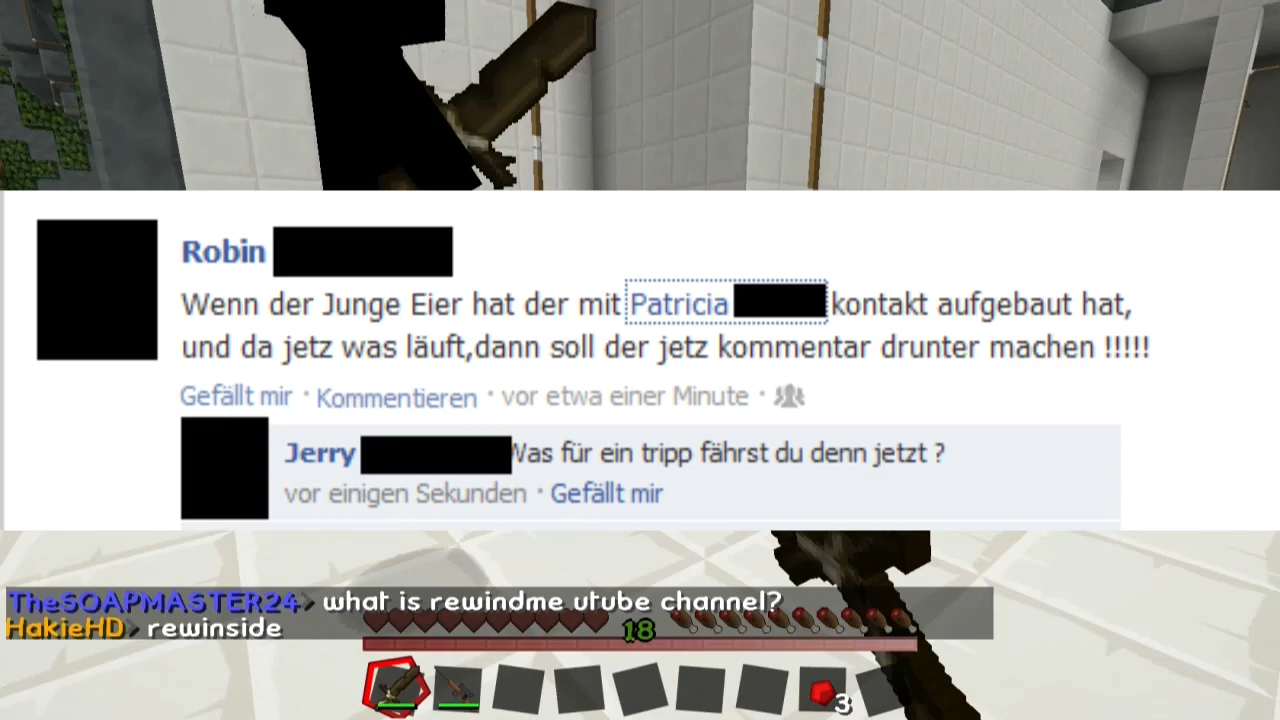 Robin
Wenn der Junge Eier hat der mit Patricia kontakt aufgebaut hat,
und da jetz was läuft,dann soll der jetz kommentar drunter machen !!!!!
Gefällt mir · Kommentieren · vor etwa einer Minute ·
Jerry Was für ein tripp fährst du denn jetzt ?
vor einigen Sekunden · Gefällt mir
TheSOAPMASTER24> what is rewindme utube channel?
HakieHD> rewinside
18
3